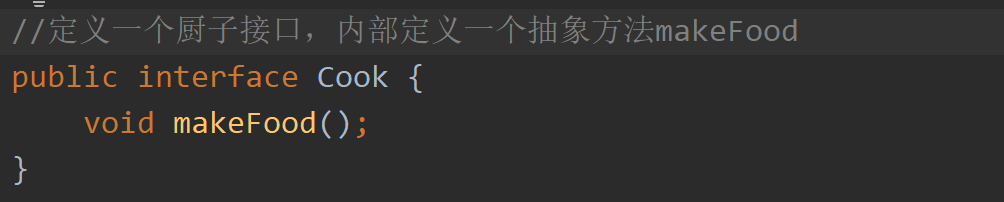 //定义一个厨子接口，内部定义一个抽象方法makeFood
public interface Cook {
    void makeFood();
}